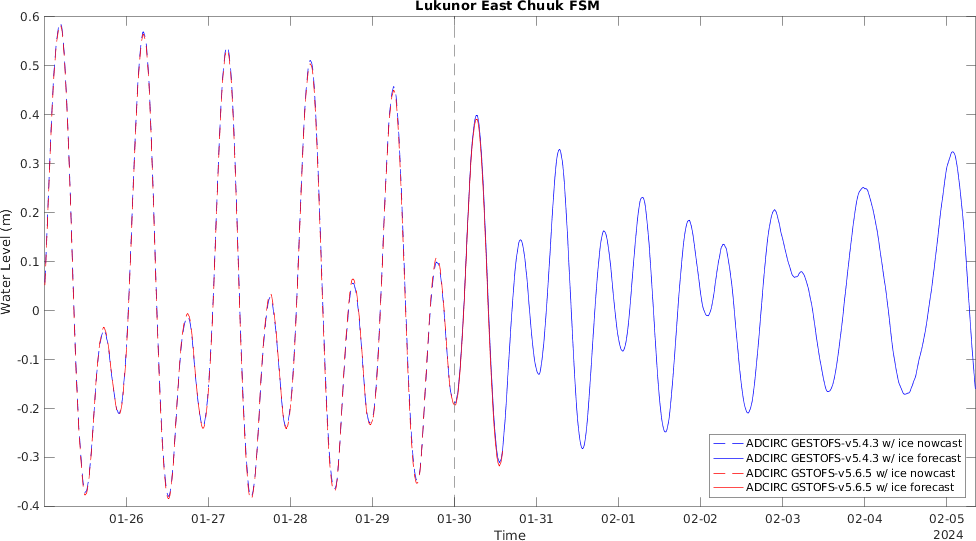 Lukunor East Chuuk FSM
0.6
0.5
0.4
0.3
0.2
0.1
0
-0.1
-0.2
-0.3
-0.4
Water Level (m)
ADCIRC GESTOFS-v5.4.3 w/ ice nowcast
ADCIRC GESTOFS-v5.4.3 w/ ice forecast
ADCIRC GSTOFS-v5.6.5 w/ ice nowcast
ADCIRC GSTOFS-v5.6.5 w/ ice forecast
01-26 01-27 01-28 01-29 01-30 01-31 02-01 02-02 02-03 02-04 02-05
2024
Time